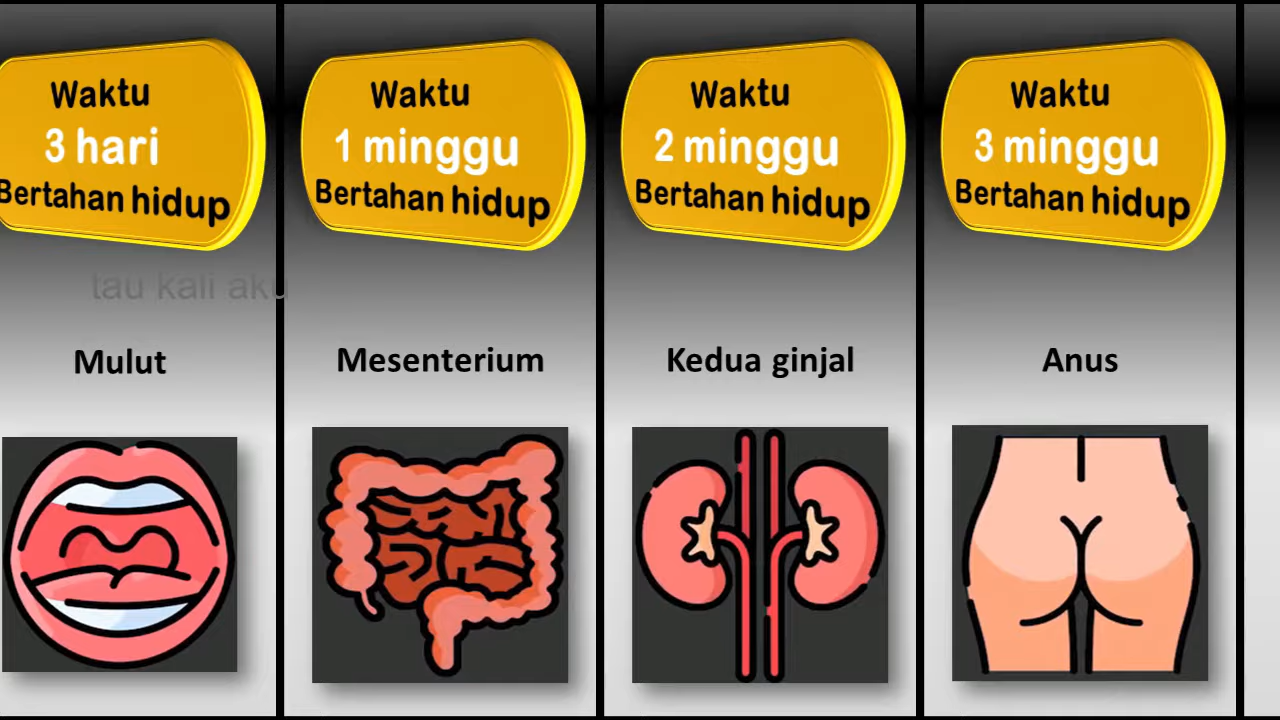 Waktu
3 hari
Bertahan hidup
Mulut
Waktu
1 minggu
Bertahan hidup
Mesenterium
Waktu
2 minggu
Bertahan hidup
Kedua ginjal
Waktu
3 minggu
Bertahan hidup
Anus
tau kali aku